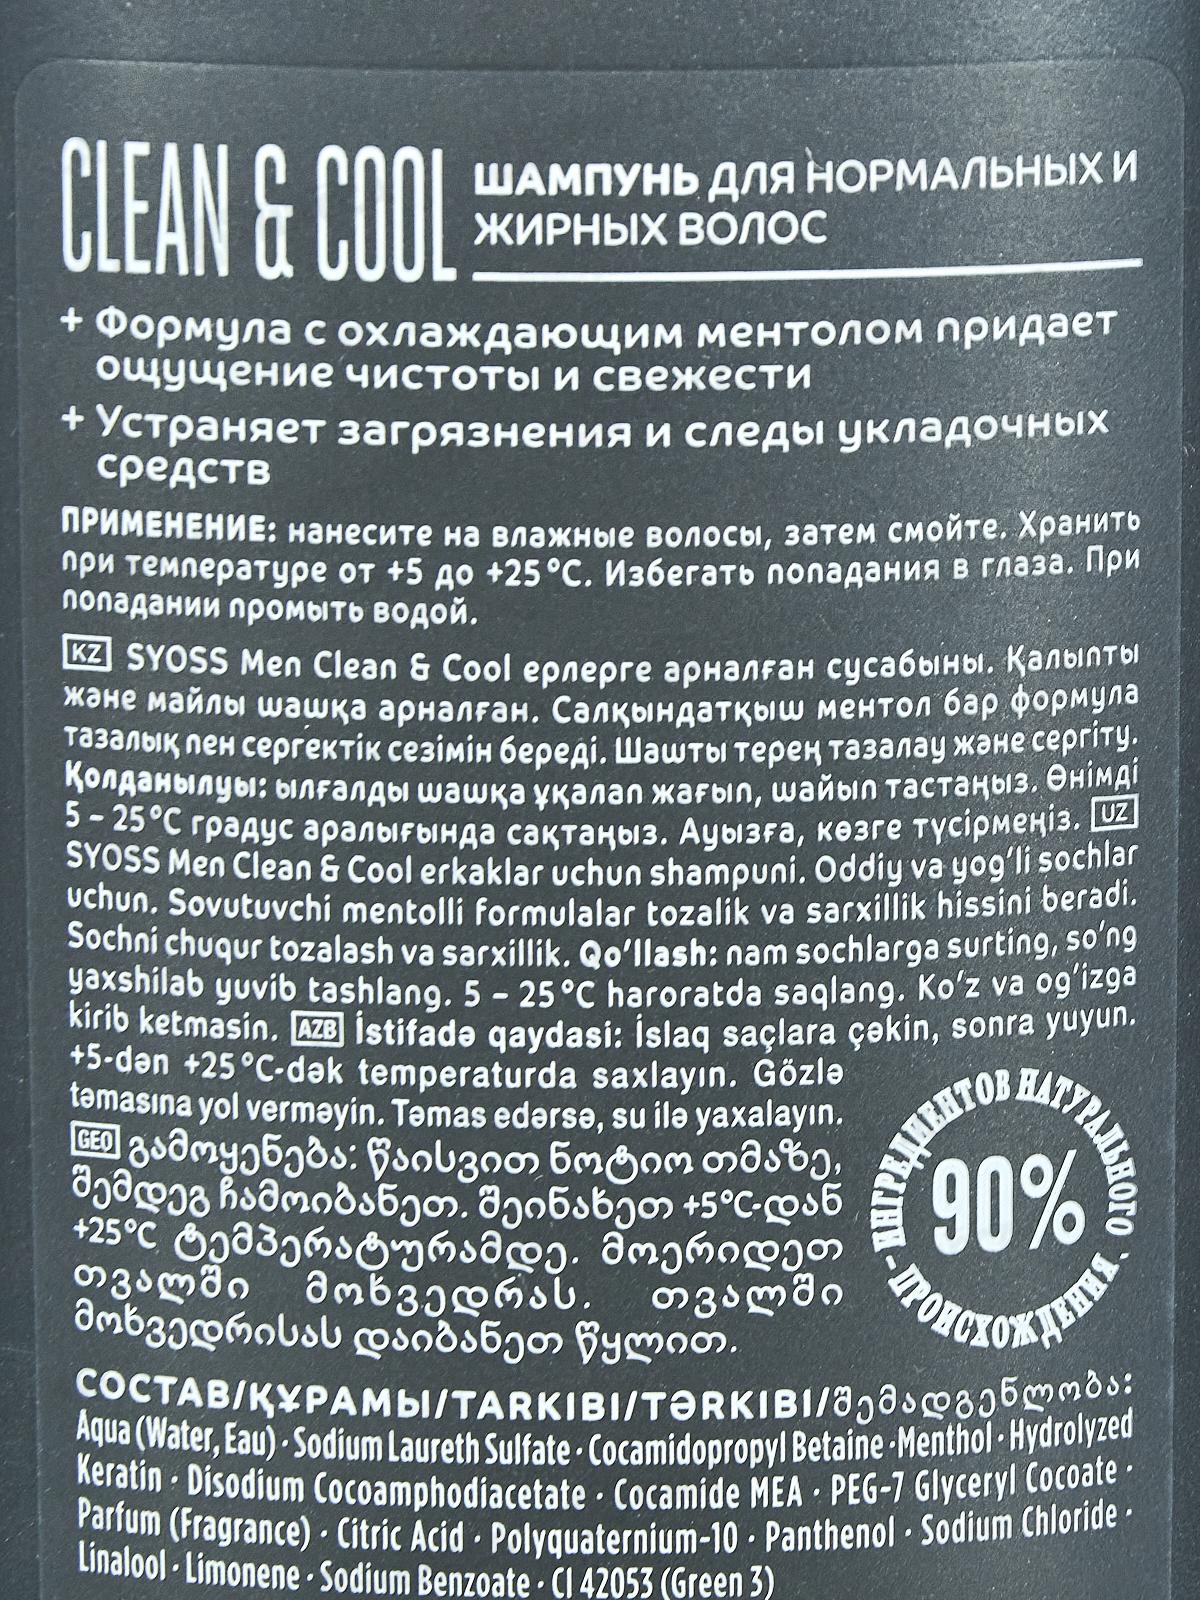 CLEAN & COOL
ШАМПУНЬ ДЛЯ НОРМАЛЬНЫХ И
ЖИРНЫХ ВОЛОС
+ Формула с охлаждающим ментолом придает
ощущение чистоты и свежести
+ Устраняет загрязнения и следы укладочных
средств
ПРИМЕНЕНИЕ: нанесите на влажные волосы, затем смойте. Хранить
при температуре от +5 до +25°C. Избегать попадания в глаза. При
попадании промыть водой.
KZ SYOSS Men Clean & Cool ерлерге арналған сусабыны. Қалыпты
және майлы шашқа арналған. Салқындатқыш ментол бар формула
тазалық пен сергектік сезімін береді. Шашты терең тазалау және сергіту.
Қолданылуы: ылғалды шашқа ұқалап жағып, шайып тастаңыз. Өнімді
5 – 25°C градус аралығында сақтаңыз. Ауызға, көзге түсірмеңіз. UZ
SYOSS Men Clean & Cool erkaklar uchun shampuni. Oddiy va yog’li sochlar
uchun. Sovutuvchi mentolli formulalar tozalik va sarxillik hissini beradi.
Sochni chuqur tozalash va sarxillik. Qo’llash: nam sochlarga surting, so’ng
yaxshilab yuvib tashlang. 5 – 25°C haroratda saqlang. Ko’z va og’izga
kirib ketmasin. AZB İstifadə qaydasi: İslaq saçlara çəkin, sonra yuyun.
+5-dən +25°C-dək temperaturda saxlayın. Gözlə
təmasına yol verməyin. Təmas edərsə, su ilə yaxalayın.
GEO გამოყენება: წაისვით ნოტიო თმაზე,
შემდეგ ჩამოიბანეთ. შეინახეთ +5°C-დან
+25°C ტემპერატურამდე. მოერიდეთ
თვალში მოხვედრას. თვალში
მოხვედრისას დაიბანეთ წყლით.
ИНГРЕДИЕНТОВ НАТУРАЛЬНОГО
90%
- ПРОИСХОЖДЕНИЯ.
СОСТАВ/ҚҰРАМЫ/TARKIBI/TƏRKIBI/შემადგენლობა:
Aqua (Water, Eau) · Sodium Laureth Sulfate · Cocamidopropyl Betaine · Menthol · Hydrolyzed
Keratin · Disodium Cocoamphodiacetate · Cocamide MEA · PEG-7 Glyceryl Cocoate ·
Parfum (Fragrance) · Citric Acid · Polyquaternium-10 · Panthenol · Sodium Chloride ·
Linalool · Limonene · Sodium Benzoate · CI 42053 (Green 3)